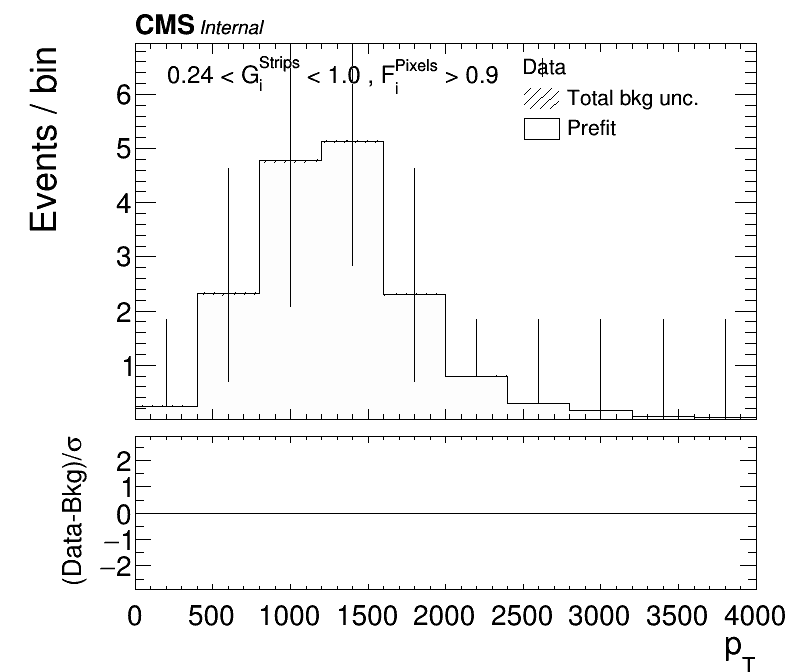 CMS Internal
0.24 < G_i^Strips < 1.0 , F_i^Pixels > 0.9
Data
Total bkg unc.
Prefit
Events / bin
6
5
4
3
2
1
(Data-Bkg)/σ
2
1
0
−1
−2
0 500 1000 1500 2000 2500 3000 3500 4000
p_T